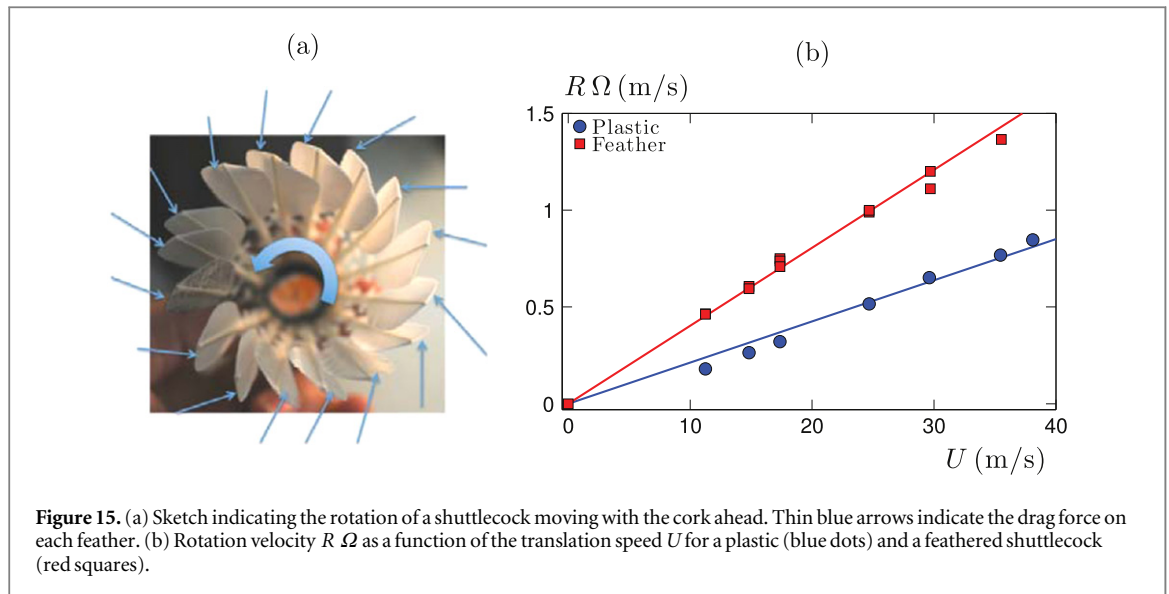 (a)
(b)
R Ω (m/s)
1.5
1
0.5
0
Plastic
Feather
0 10 20 30 40
U (m/s)
Figure 15. (a) Sketch indicating the rotation of a shuttlecock moving with the cork ahead. Thin blue arrows indicate the drag force on
each feather. (b) Rotation velocity R Ω as a function of the translation speed U for a plastic (blue dots) and a feathered shuttlecock
(red squares).